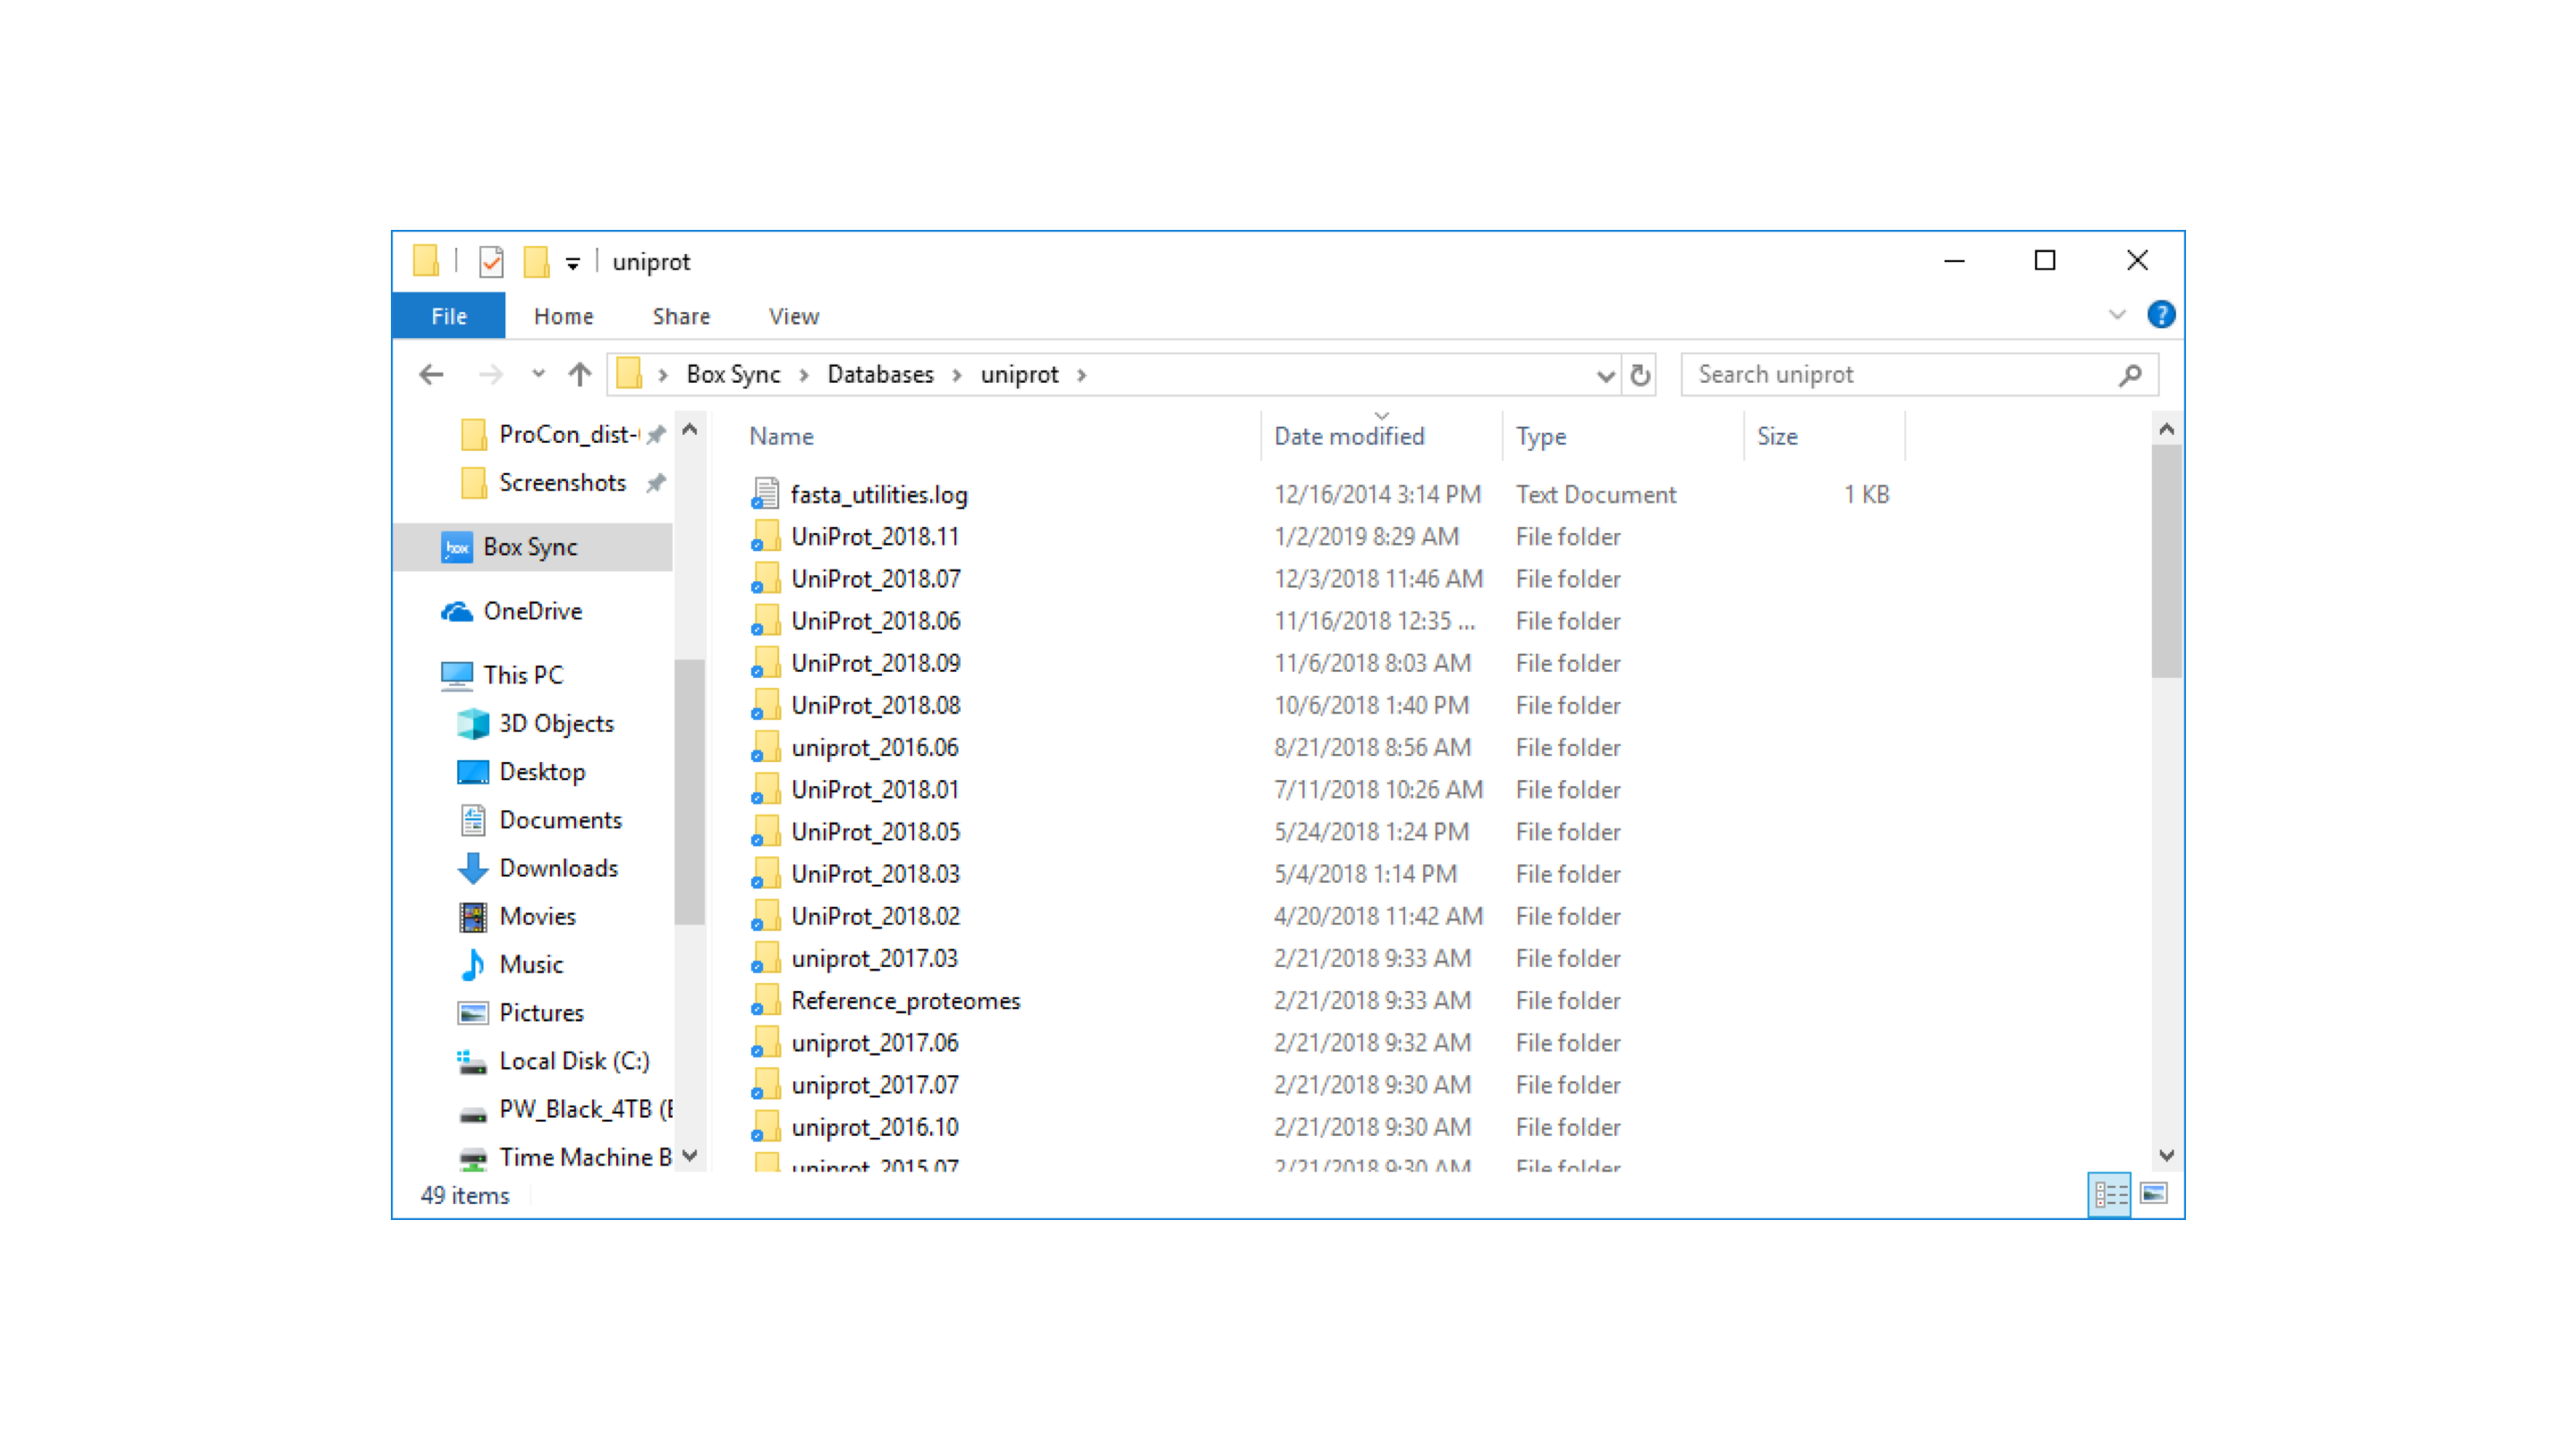 uniprot
File Home Share View
Box Sync Databases uniprot Search uniprot
ProCon_dist-
Screenshots
box Box Sync
OneDrive
This PC
3D Objects
Desktop
Documents
Downloads
Movies
Music
Pictures
Local Disk (C:)
PW_Black_4TB (E
Time Machine B
Name Date modified Type Size
fasta_utilities.log 12/16/2014 3:14 PM Text Document 1 KB
UniProt_2018.11 1/2/2019 8:29 AM File folder
UniProt_2018.07 12/3/2018 11:46 AM File folder
UniProt_2018.06 11/16/2018 12:35 ... File folder
UniProt_2018.09 11/6/2018 8:03 AM File folder
UniProt_2018.08 10/6/2018 1:40 PM File folder
uniprot_2016.06 8/21/2018 8:56 AM File folder
UniProt_2018.01 7/11/2018 10:26 AM File folder
UniProt_2018.05 5/24/2018 1:24 PM File folder
UniProt_2018.03 5/4/2018 1:14 PM File folder
UniProt_2018.02 4/20/2018 11:42 AM File folder
uniprot_2017.03 2/21/2018 9:33 AM File folder
Reference_proteomes 2/21/2018 9:33 AM File folder
uniprot_2017.06 2/21/2018 9:32 AM File folder
uniprot_2017.07 2/21/2018 9:30 AM File folder
uniprot_2016.10 2/21/2018 9:30 AM File folder
uniprot_2015.07 2/21/2018 9:30 AM File folder
49 items